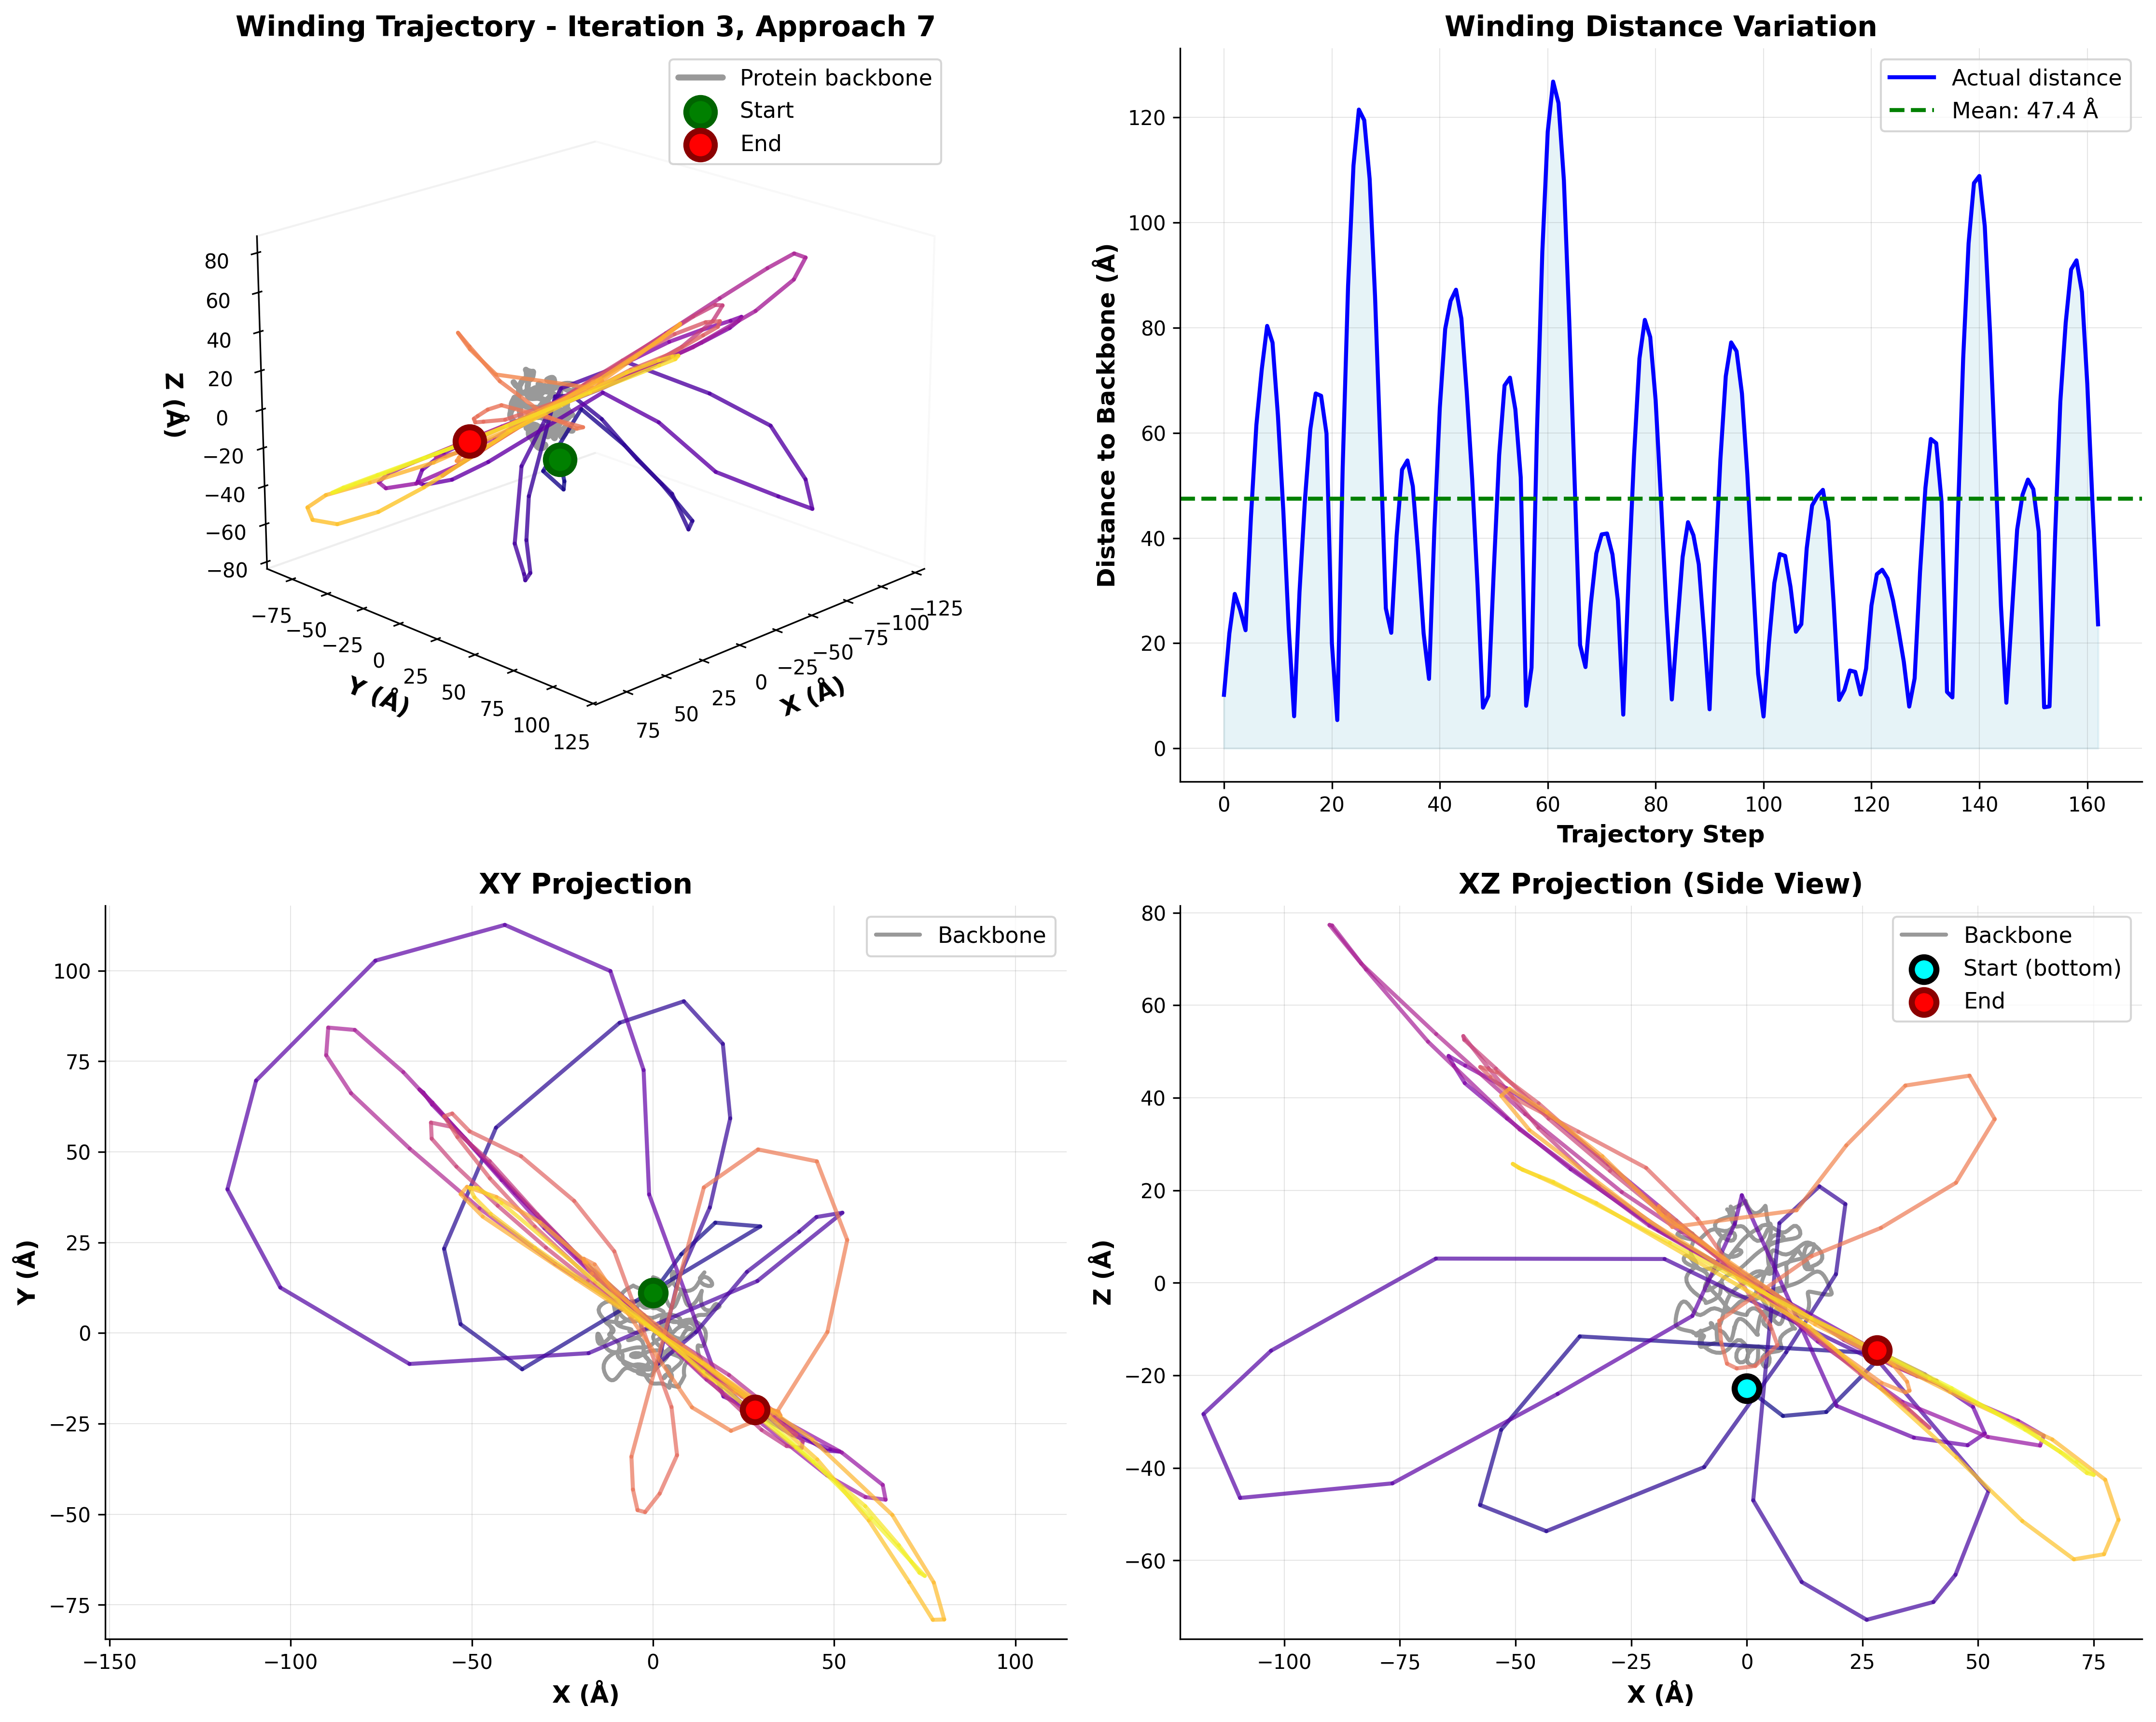 Winding Trajectory - Iteration 3, Approach 7
Protein backbone
Start
End
80
60
40
20
0
−20
−40
−60
−80
Z (Å)
−75
−50
−25
0
25
50
75
100
125
Y (Å)
75
50
25
0
−25
−50
−75
−100
−125
X (Å)
Winding Distance Variation
Actual distance
Mean: 47.4 Å
120
100
80
60
40
20
0
Distance to Backbone (Å)
0 20 40 60 80 100 120 140 160
Trajectory Step
XY Projection
Backbone
100
75
50
25
0
−25
−50
−75
Y (Å)
−150 −100 −50 0 50 100
X (Å)
XZ Projection (Side View)
Backbone
Start (bottom)
End
80
60
40
20
0
−20
−40
−60
Z (Å)
−100 −75 −50 −25 0 25 50 75
X (Å)